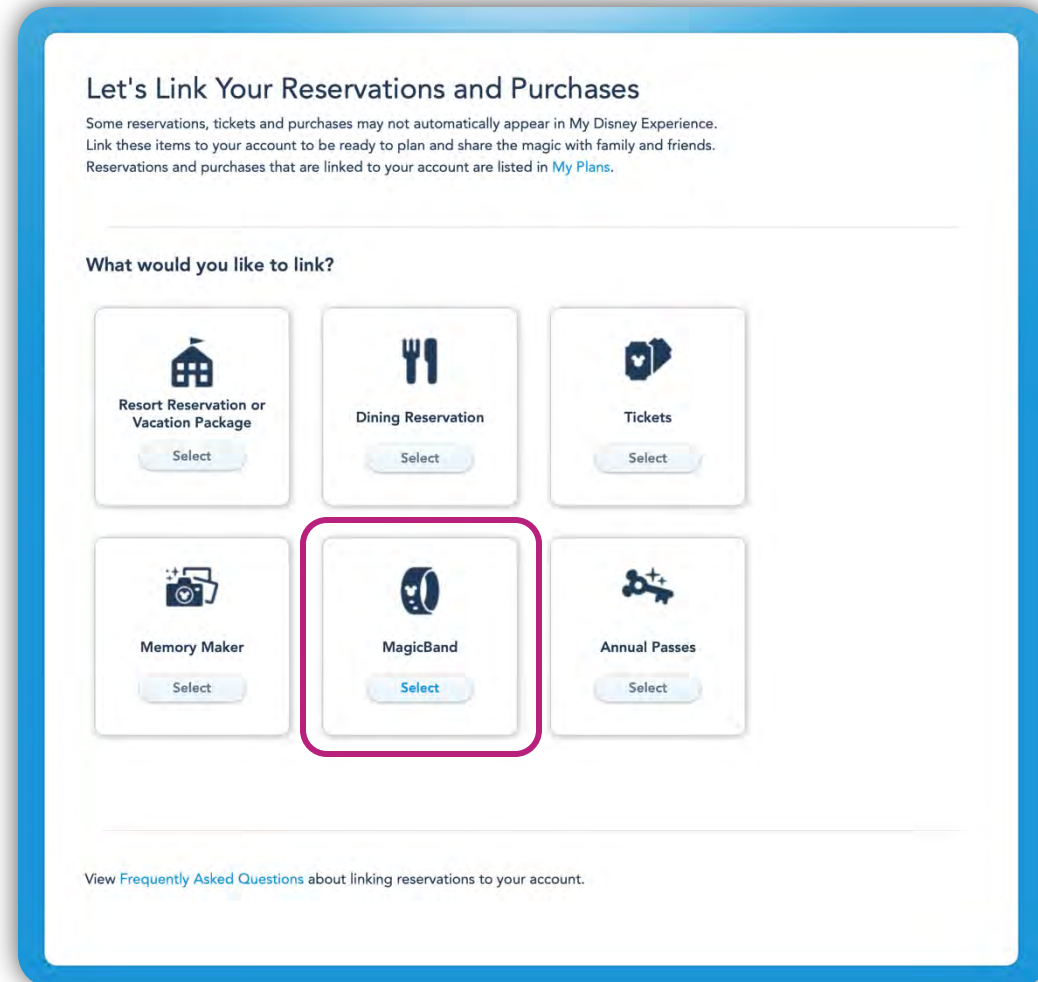 Let's Link Your Reservations and Purchases
Some reservations, tickets and purchases may not automatically appear in My Disney Experience.
Link these items to your account to be ready to plan and share the magic with family and friends.
Reservations and purchases that are linked to your account are listed in My Plans.
What would you like to link?
Resort Reservation or
Vacation Package
Select
Dining Reservation
Select
Tickets
Select
Memory Maker
Select
MagicBand
Select
Annual Passes
Select
View Frequently Asked Questions about linking reservations to your account.